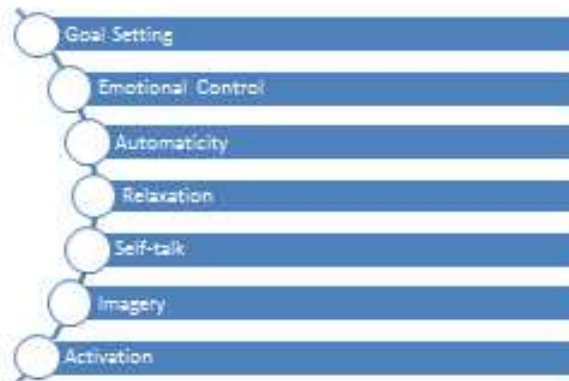 Goal Setting
Emotional Control
Automaticity
Relaxation
Self-talk
Imagery
Activation